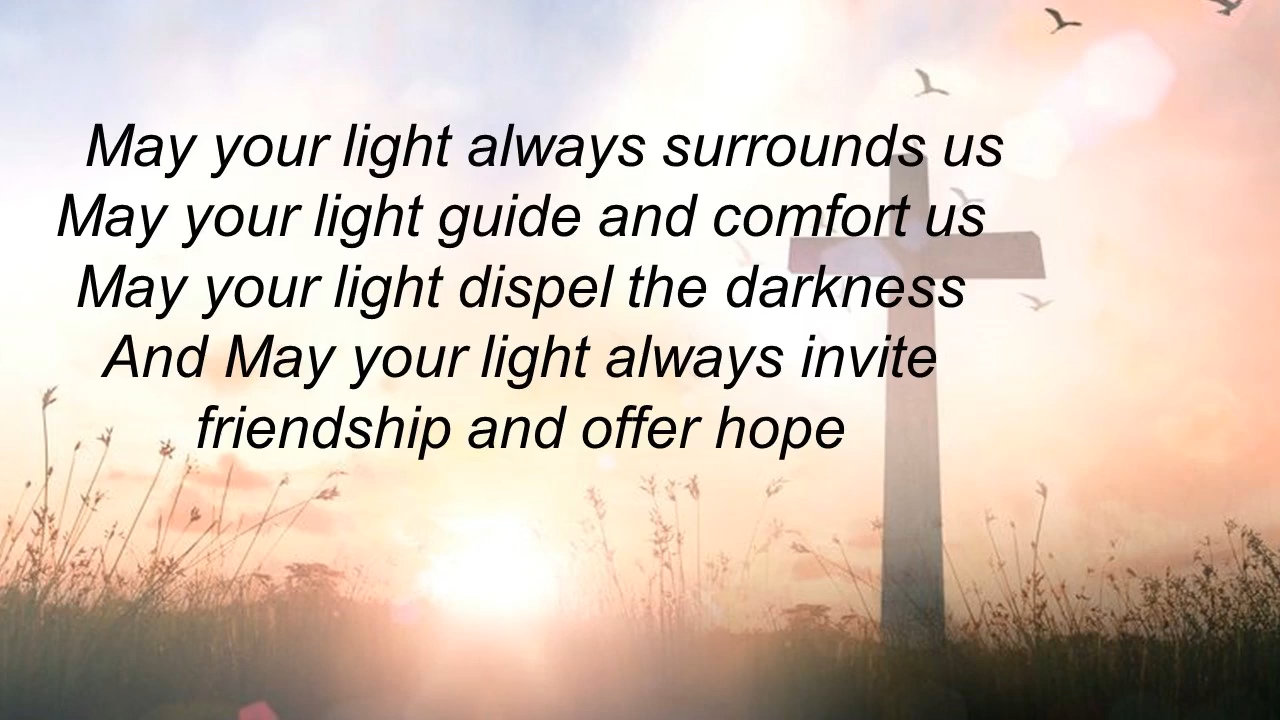 May your light always surrounds us
May your light guide and comfort us
May your light dispel the darkness
And May your light always invite
friendship and offer hope